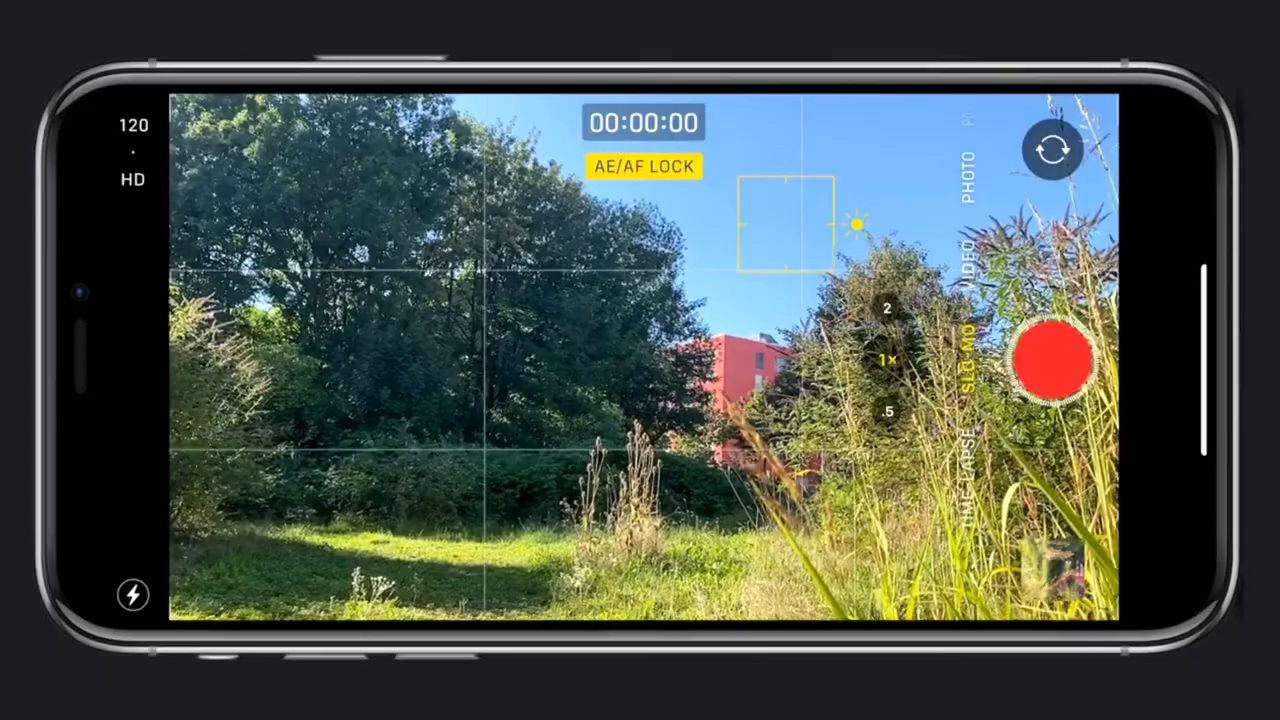 120
·
HD
00:00:00
AE/AF LOCK
PHOTO
VIDEO
SLO-MO
TIME-LAPSE
2
1×
.5